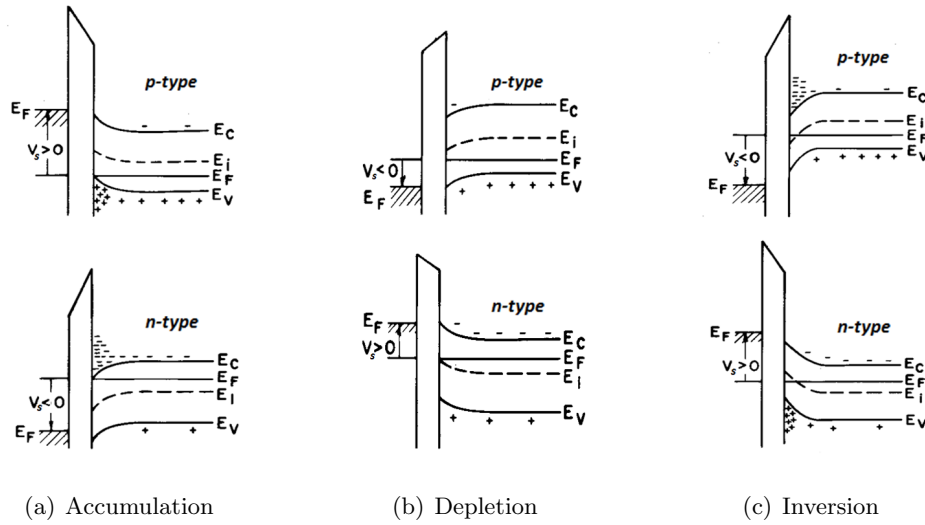 p-type
E_F
E_C
V_s>0
E_i
E_F
E_V
p-type
E_C
E_i
V_s<0
E_F
E_F
E_V
p-type
E_C
E_i
E_F
V_s<0
E_V
E_F
n-type
E_C
E_F
V_s<0
E_i
E_F
E_V
n-type
E_F
E_C
V_s>0
E_F
E_i
E_V
n-type
E_F
E_C
V_s>0
E_F
E_i
E_V
(a) Accumulation
(b) Depletion
(c) Inversion